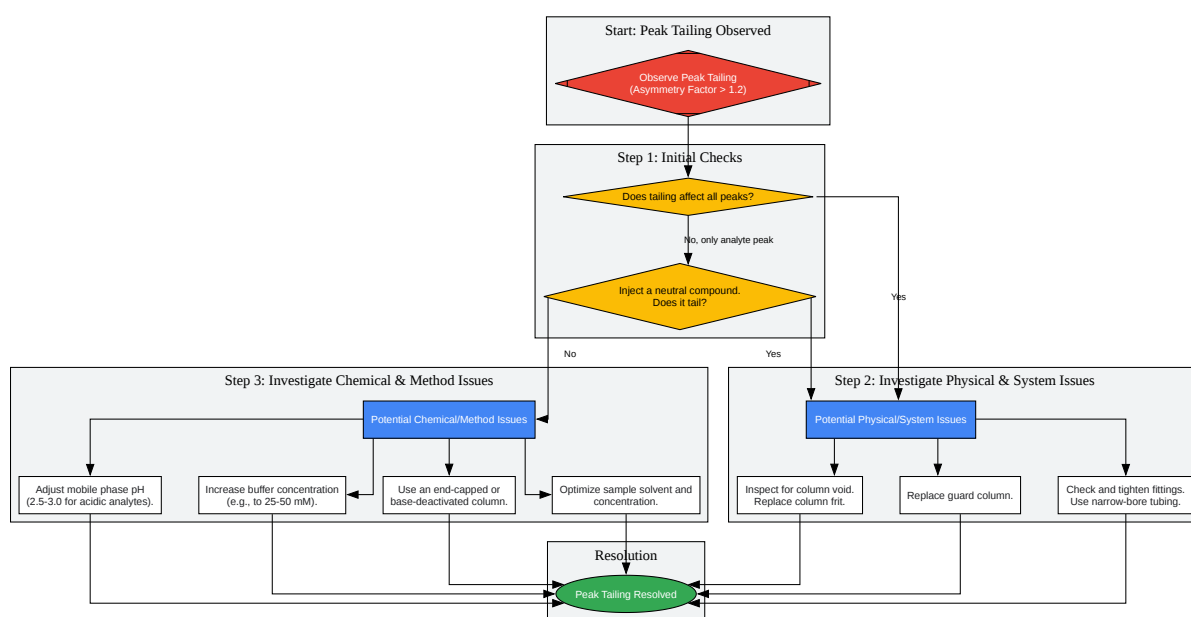 Start: Peak Tailing Observed
Observe Peak Tailing
(Asymmetry Factor > 1.2)
Step 1: Initial Checks
Does tailing affect all peaks?
No, only analyte peak
Inject a neutral compound.
Does it tail?
Yes
No
Yes
Step 3: Investigate Chemical & Method Issues
Potential Chemical/Method Issues
Adjust mobile phase pH
(2.5-3.0 for acidic analytes).
Increase buffer concentration
(e.g., to 25-50 mM).
Use an end-capped or
base-deactivated column.
Optimize sample solvent and
concentration.
Step 2: Investigate Physical & System Issues
Potential Physical/System Issues
Inspect for column void.
Replace column frit.
Replace guard column.
Check and tighten fittings.
Use narrow-bore tubing.
Resolution
Peak Tailing Resolved